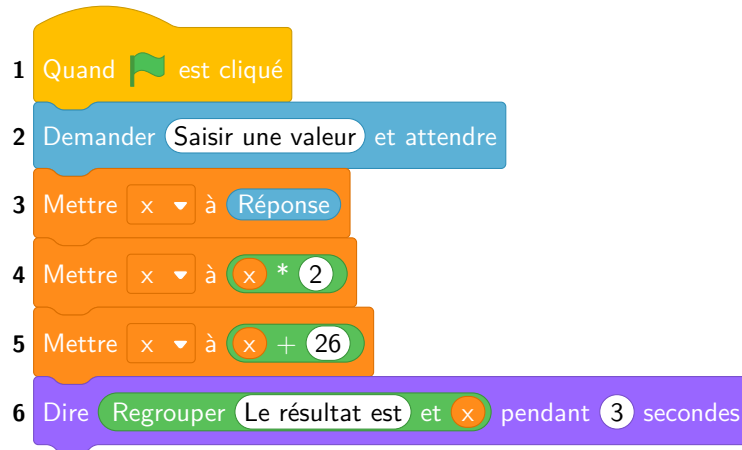 1 Quand est cliqué
2 Demander Saisir une valeur et attendre
3 Mettre x à Réponse
4 Mettre x à x * 2
5 Mettre x à x + 26
6 Dire Regrouper Le résultat est et x pendant 3 secondes